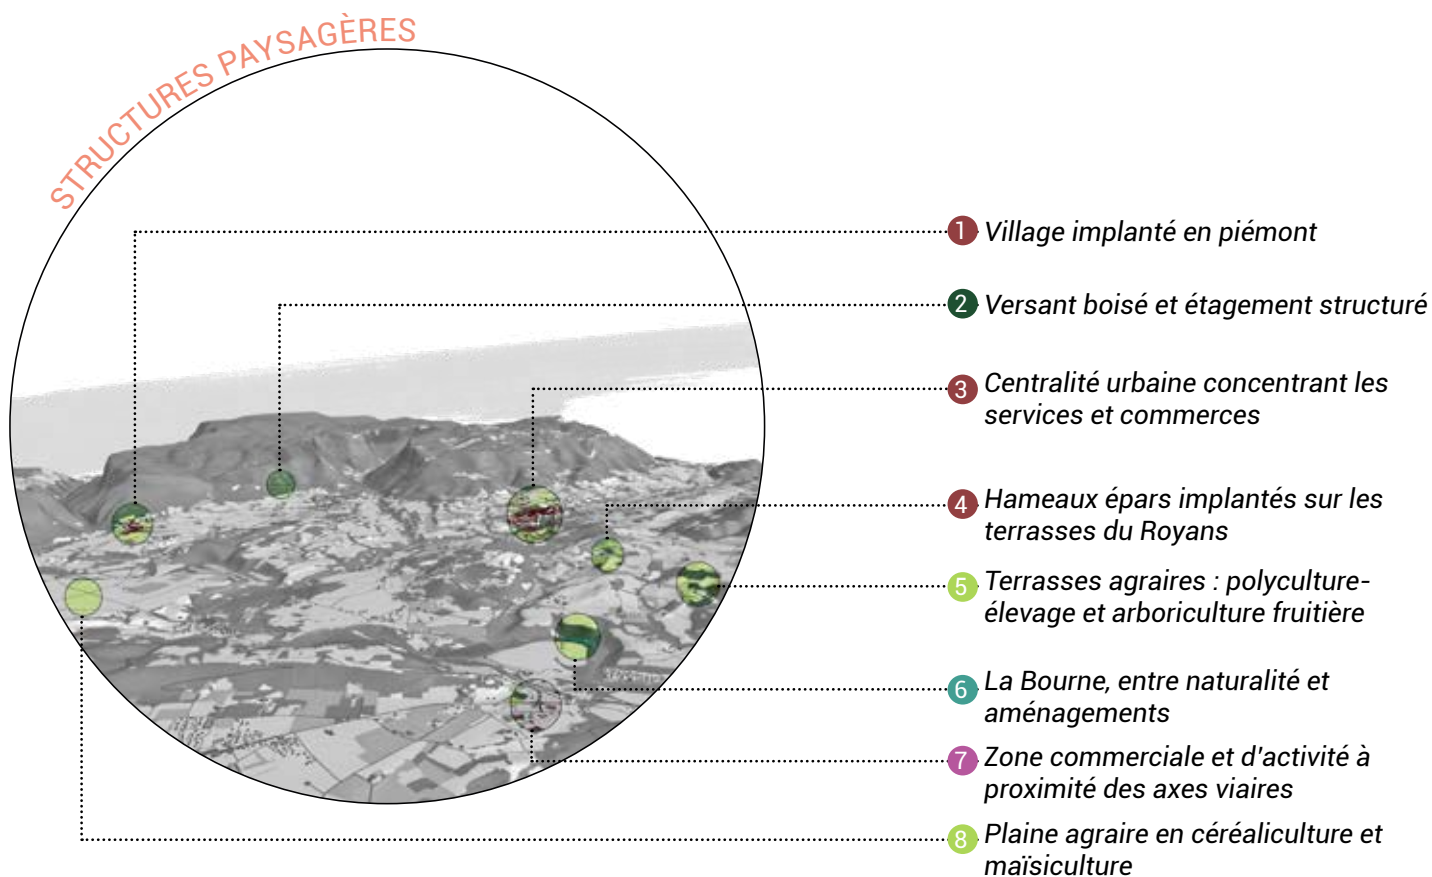 STRUCTURES PAYSAGÈRES
1 Village implanté en piémont
2 Versant boisé et étagement structuré
3 Centralité urbaine concentrant les
services et commerces
4 Hameaux épars implantés sur les
terrasses du Royans
5 Terrasses agraires : polyculture-
élevage et arboriculture fruitière
6 La Bourne, entre naturalité et
aménagements
7 Zone commerciale et d'activité à
proximité des axes viaires
8 Plaine agraire en céréaliculture et
maïsiculture